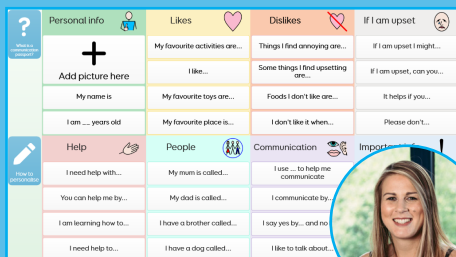 What is a communication passport?
Personal info
Likes
Dislikes
If I am upset
Add picture here
My favourite activities are...
Things I find annoying are...
If I am upset I might...
I like...
Some things I find upsetting
are...
If I am upset, can you...
My name is
My favourite toys are...
Foods I don't like are...
It helps if you...
I am __ years old
My favourite place is...
I don't like it when...
Please don't...
How to
personalise
Help
People
Communication
I need help with...
My mum is called...
I use ... to help me
communicate
You can help me by...
My dad is called...
I communicate by...
I am learning how to...
I have a brother called...
I say yes by... and no
I need help to...
I have a dog called...
I like to talk about...